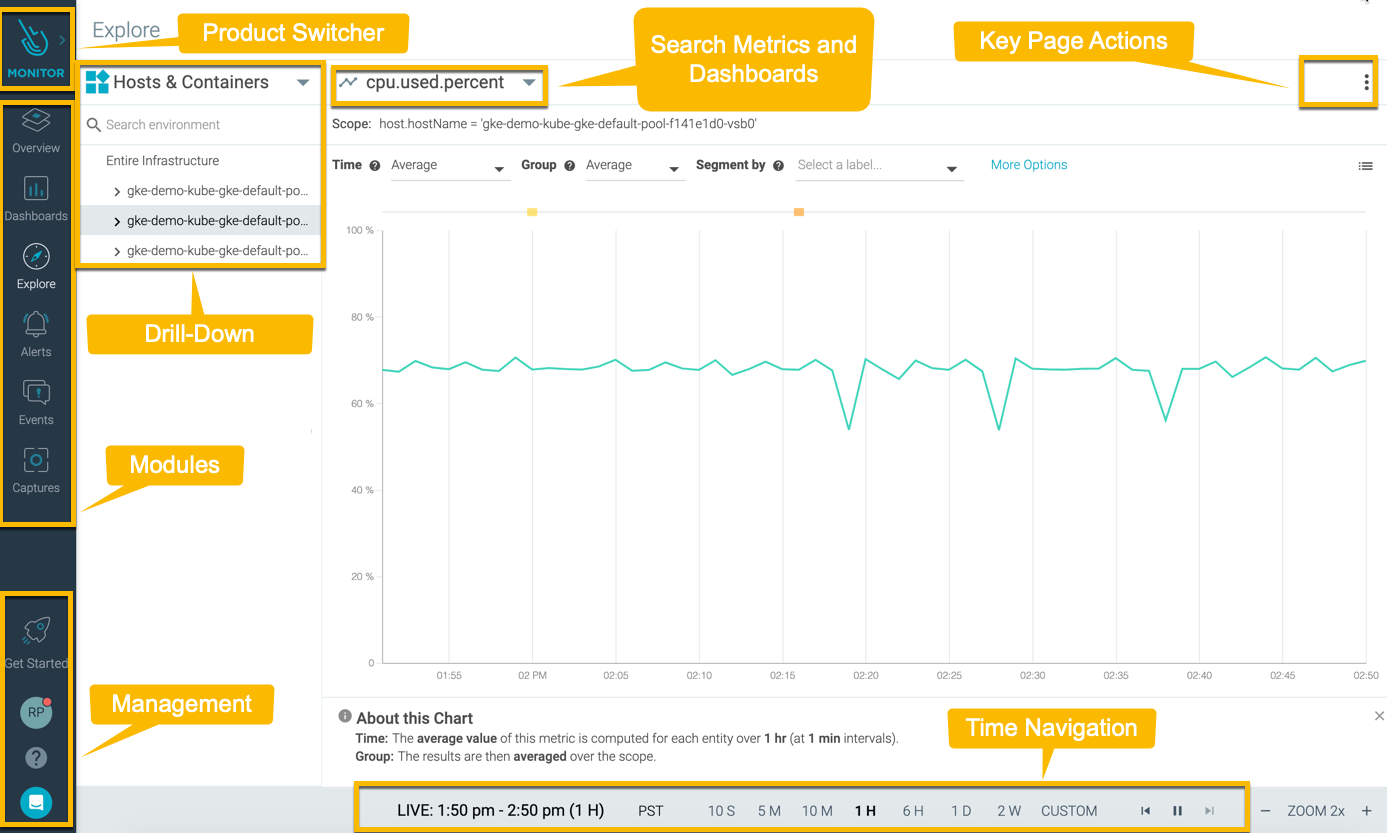 MONITOR
Explore
Product Switcher
Search Metrics and
Dashboards
Key Page Actions
Hosts & Containers
cpu.used.percent
Overview
Dashboards
Explore
Alerts
Events
Captures
Search environment
Entire Infrastructure
gke-demo-kube-gke-default-po...
gke-demo-kube-gke-default-po...
gke-demo-kube-gke-default-po...
Drill-Down
Modules
Scope: host.hostName = 'gke-demo-kube-gke-default-pool-f141e1d0-vsb0'
Time ? Average Group ? Average Segment by ? Select a label... More Options
100 %
80 %
60 %
40 %
20 %
0
01:55 02 PM 02:05 02:10 02:15 02:20 02:25 02:30 02:35 02:40 02:45 02:50
Get Started
RP
?
Management
About this Chart
Time: The average value of this metric is computed for each entity over 1 hr (at 1 min intervals).
Group: The results are then averaged over the scope.
Time Navigation
LIVE: 1:50 pm - 2:50 pm (1 H) PST 10 S 5 M 10 M 1 H 6 H 1 D 2 W CUSTOM − ZOOM 2x +